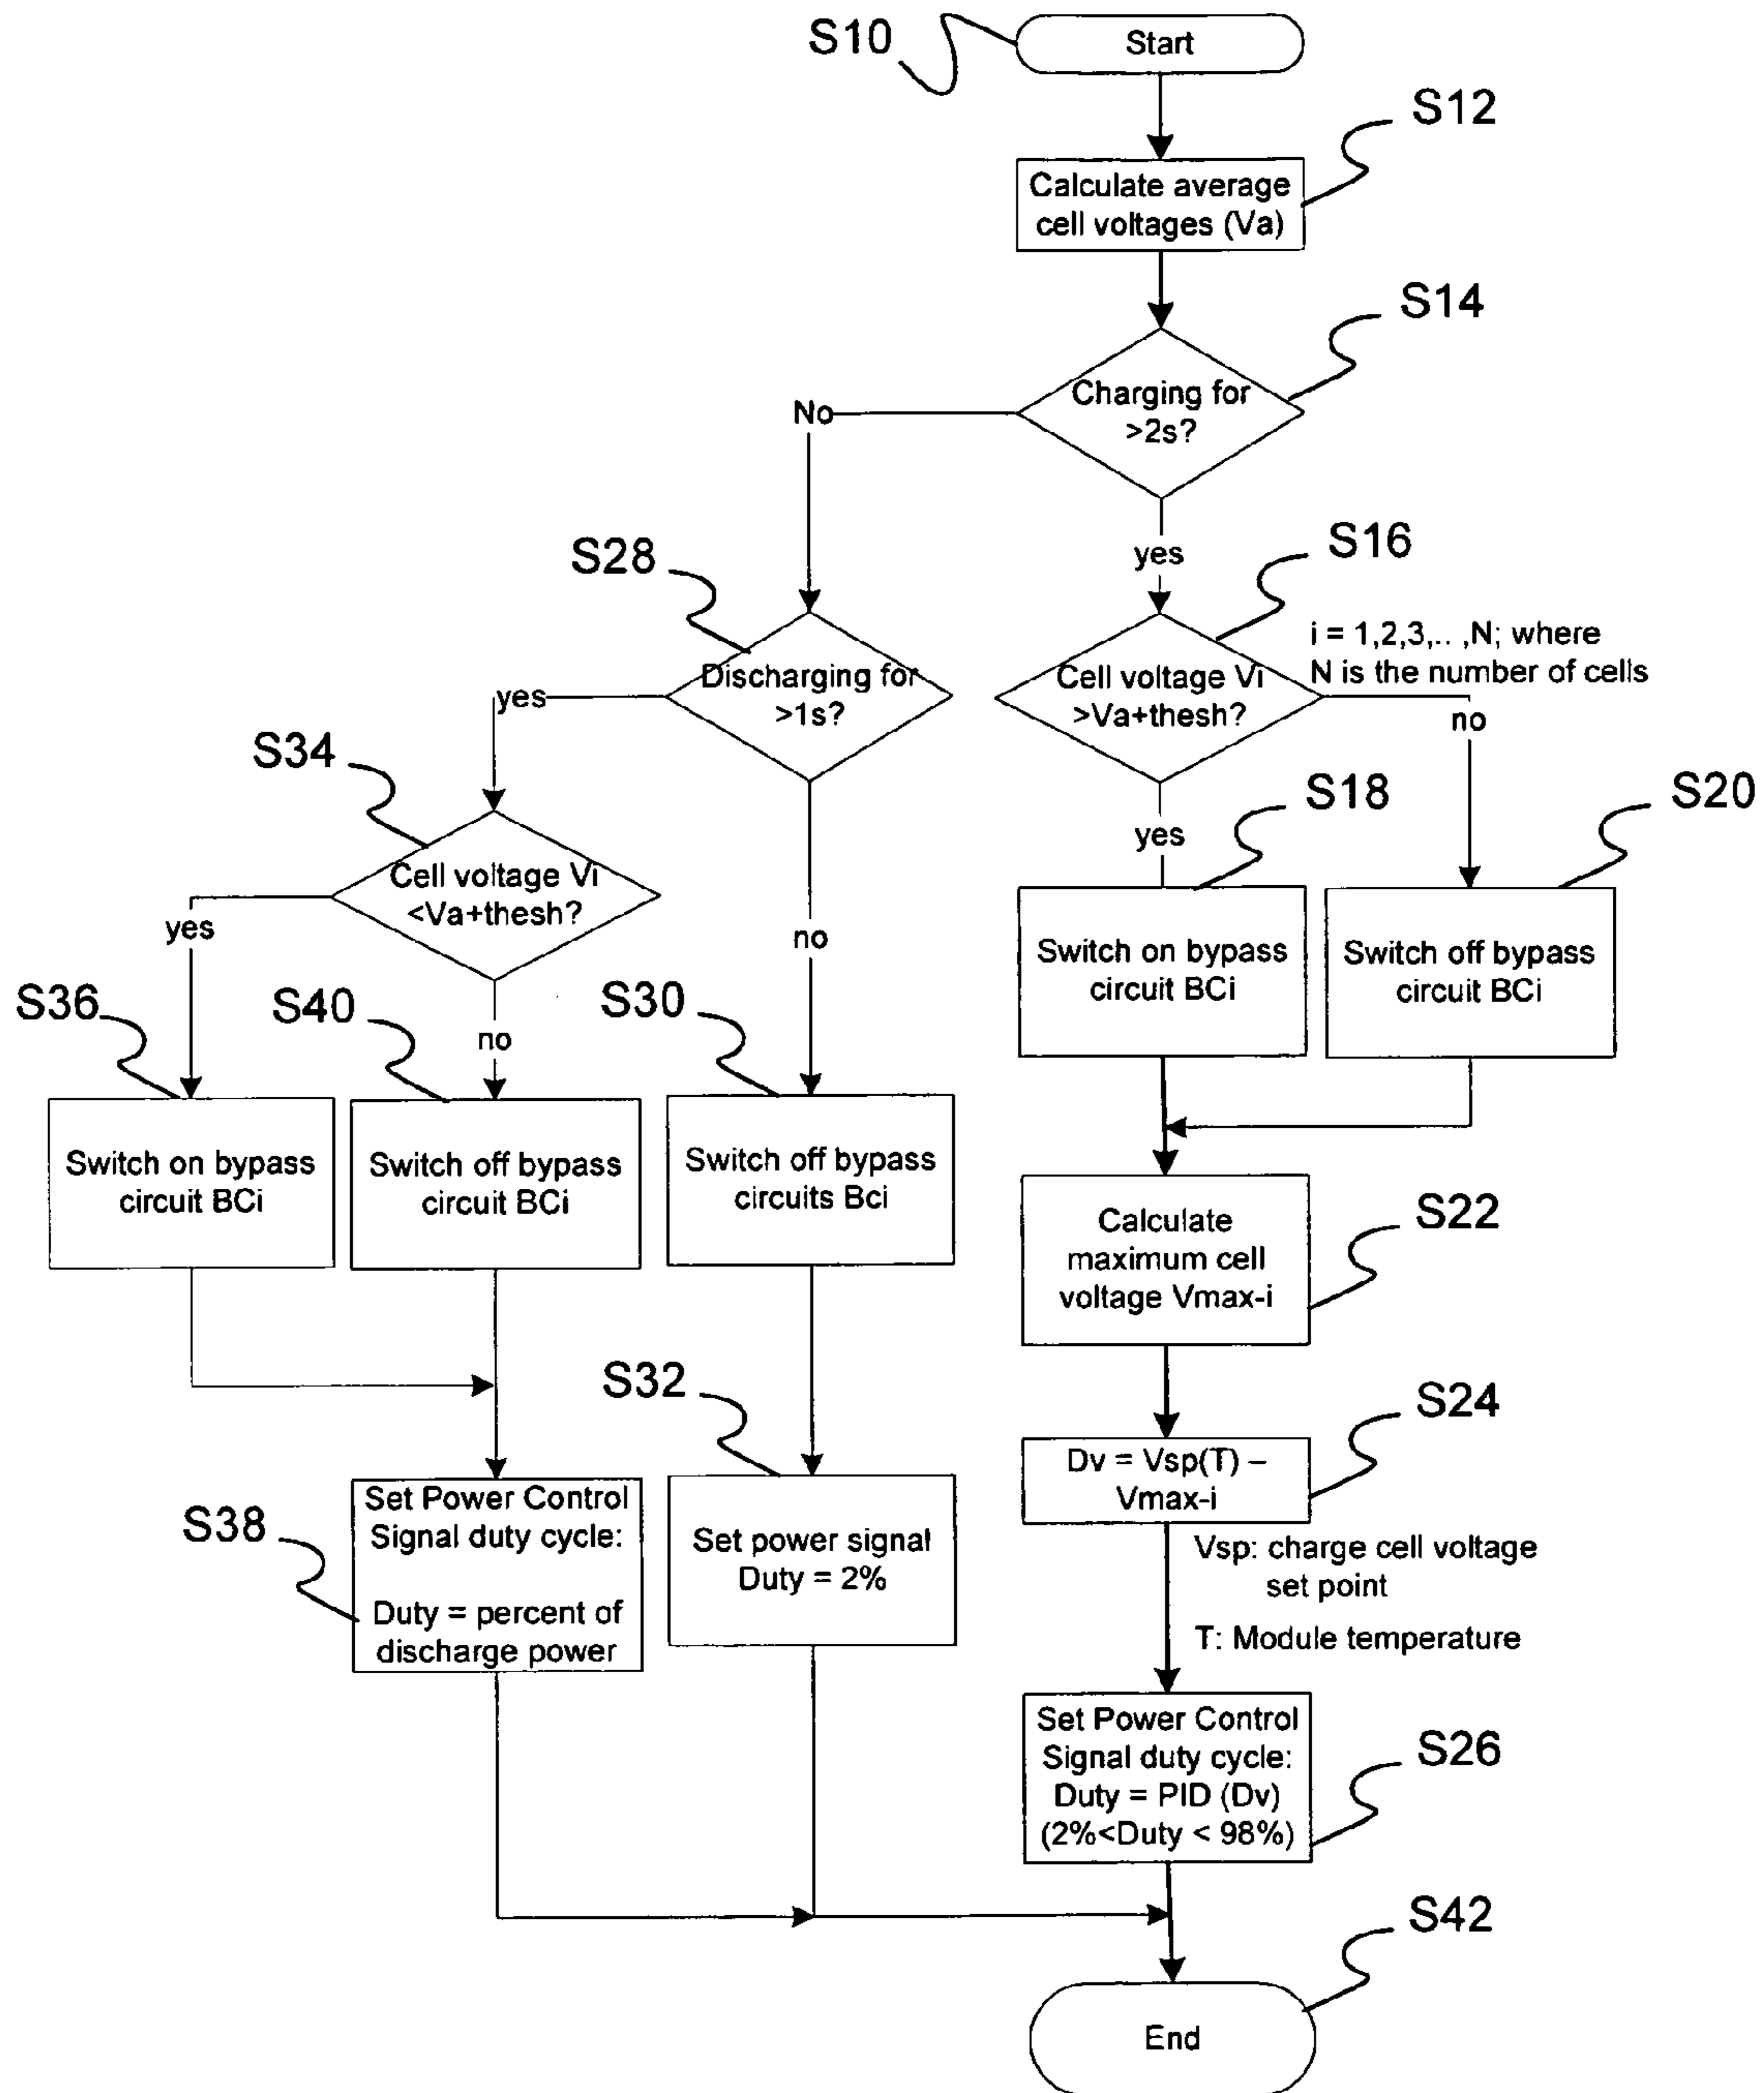 S10
Start
S12
Calculate average
cell voltages (Va)
S14
Charging for
>2s?
No
yes
S28
Discharging for
>1s?
S16
Cell voltage Vi
>Va+thesh?
i = 1,2,3,.. ,N; where
N is the number of cells
no
yes
yes
no
S34
Cell voltage Vi
<Va+thesh?
yes
no
S18
Switch on bypass
circuit BCi
S20
Switch off bypass
circuit BCi
S36
Switch on bypass
circuit BCi
S40
Switch off bypass
circuit BCi
S30
Switch off bypass
circuits Bci
S22
Calculate
maximum cell
voltage Vmax-i
S24
Dv = Vsp(T) –
Vmax-i
Vsp: charge cell voltage
set point
T: Module temperature
S38
Set Power Control
Signal duty cycle:
Duty = percent of
discharge power
S32
Set power signal
Duty = 2%
S26
Set Power Control
Signal duty cycle:
Duty = PID (Dv)
(2%<Duty < 98%)
S42
End